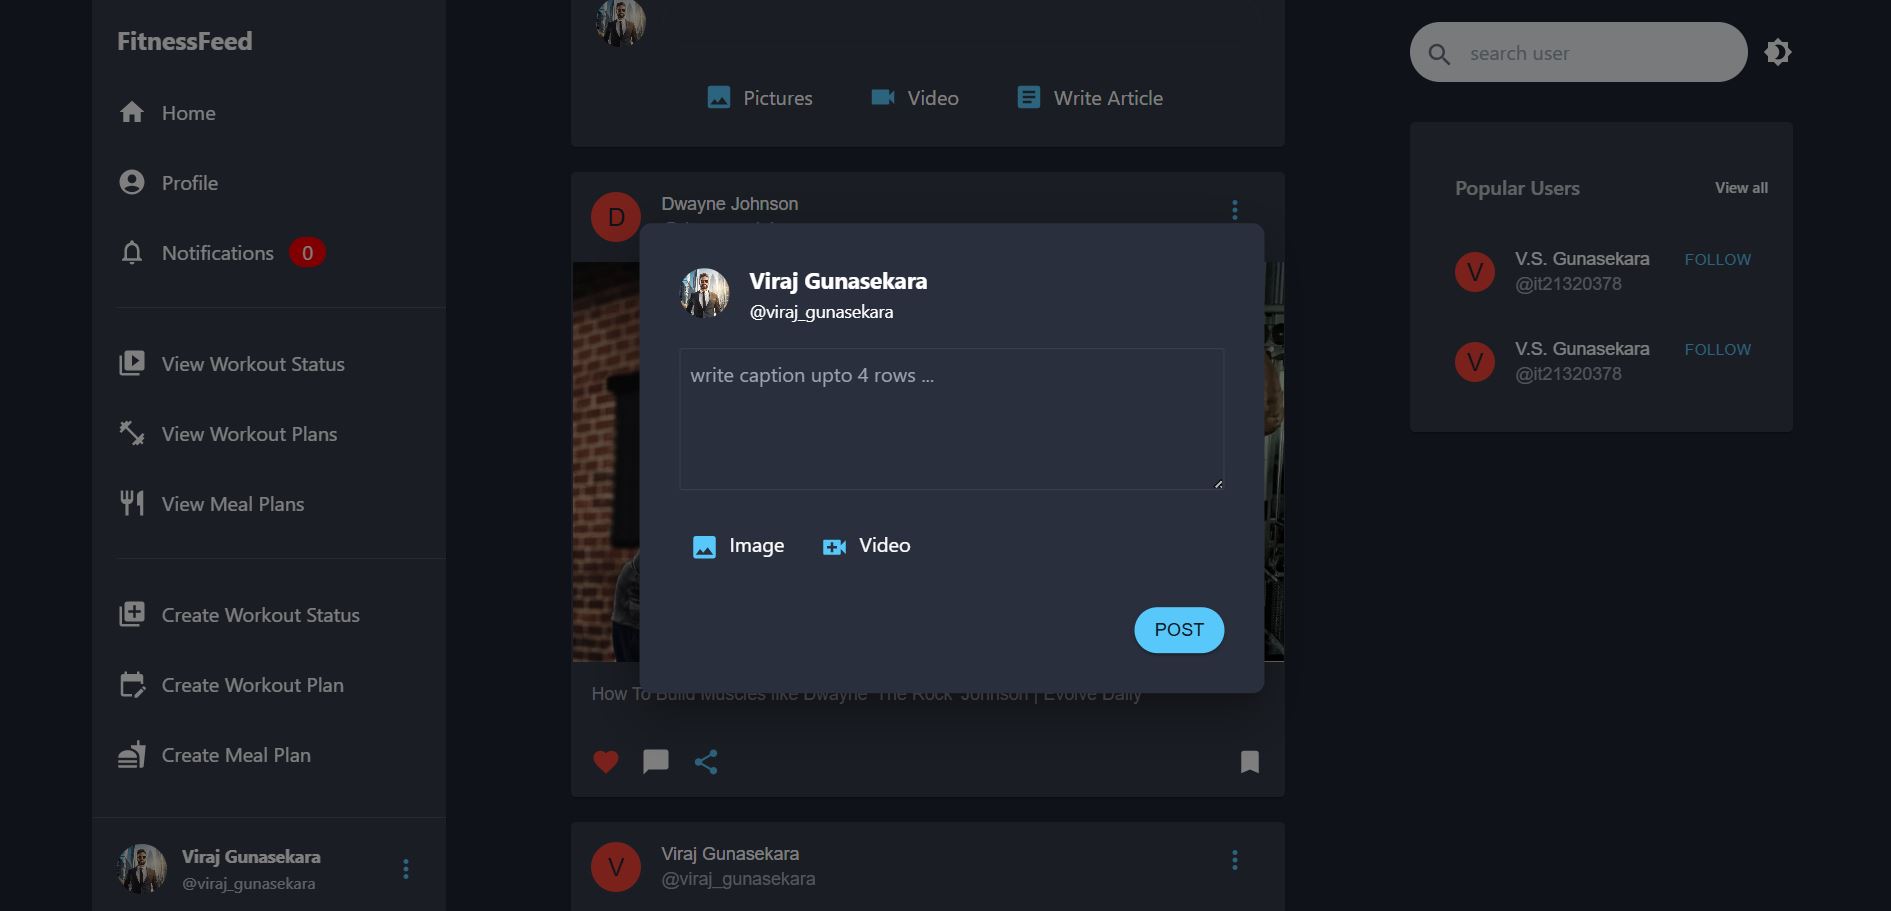 FitnessFeed
Home
Profile
Notifications 0
View Workout Status
View Workout Plans
View Meal Plans
Create Workout Status
Create Workout Plan
Create Meal Plan
Viraj Gunasekara
@viraj_gunasekara
Pictures Video Write Article
D
Dwayne Johnson
Viraj Gunasekara
@viraj_gunasekara
write caption upto 4 rows ...
Image Video
POST
How To Build Muscles like Dwayne 'The Rock' Johnson | Evolve Daily
V
Viraj Gunasekara
@viraj_gunasekara
search user
Popular Users View all
V
V.S. Gunasekara FOLLOW
@it21320378
V
V.S. Gunasekara FOLLOW
@it21320378